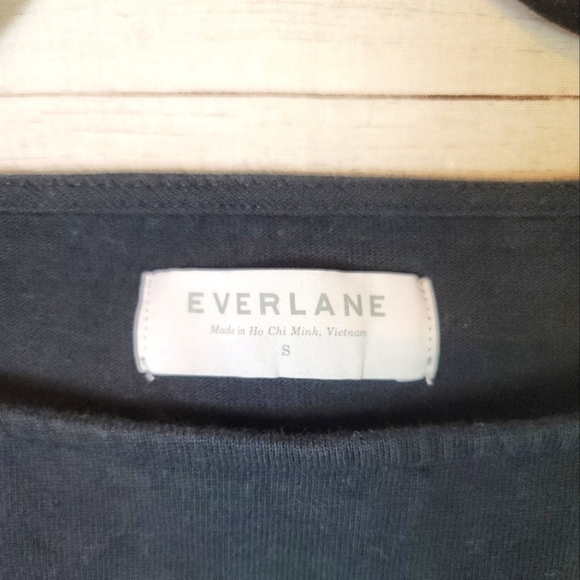 EVERLANE
Made in Ho Chi Minh, Vietnam
S